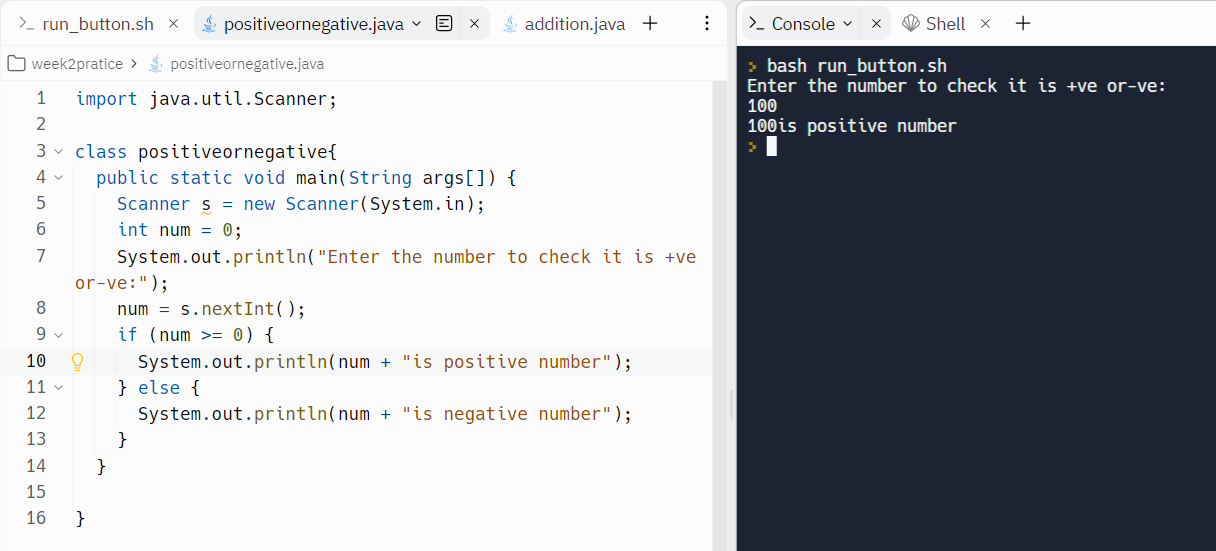 run_button.sh positiveornegative.java addition.java
week2pratice > positiveornegative.java
1 import java.util.Scanner;
2
3 class positiveornegative{
4 public static void main(String args[]) {
5 Scanner s = new Scanner(System.in);
6 int num = 0;
7 System.out.println("Enter the number to check it is +ve
or-ve:");
8 num = s.nextInt();
9 if (num >= 0) {
10 System.out.println(num + "is positive number");
11 } else {
12 System.out.println(num + "is negative number");
13 }
14 }
15
16 }
Console Shell
> bash run_button.sh
Enter the number to check it is +ve or-ve:
100
100is positive number
>